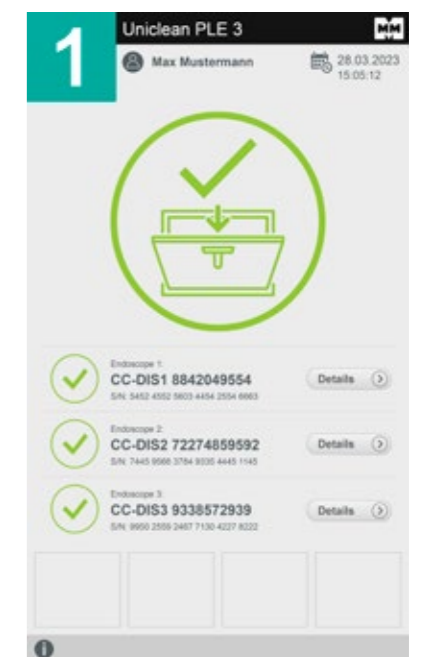 1
Uniclean PLE 3
MM
Max Mustermann
28.03.2023
15:05:12
Endoscope 1:
CC-DIS1 8842049554
Details
S/N: 5452 4552 5603 4454 2554 6663
Endoscope 2:
CC-DIS2 72274859592
Details
S/N: 7445 9566 3784 9335 4445 1145
Endoscope 3:
CC-DIS3 9338572939
Details
S/N: 9950 2559 2467 7130 4227 8222